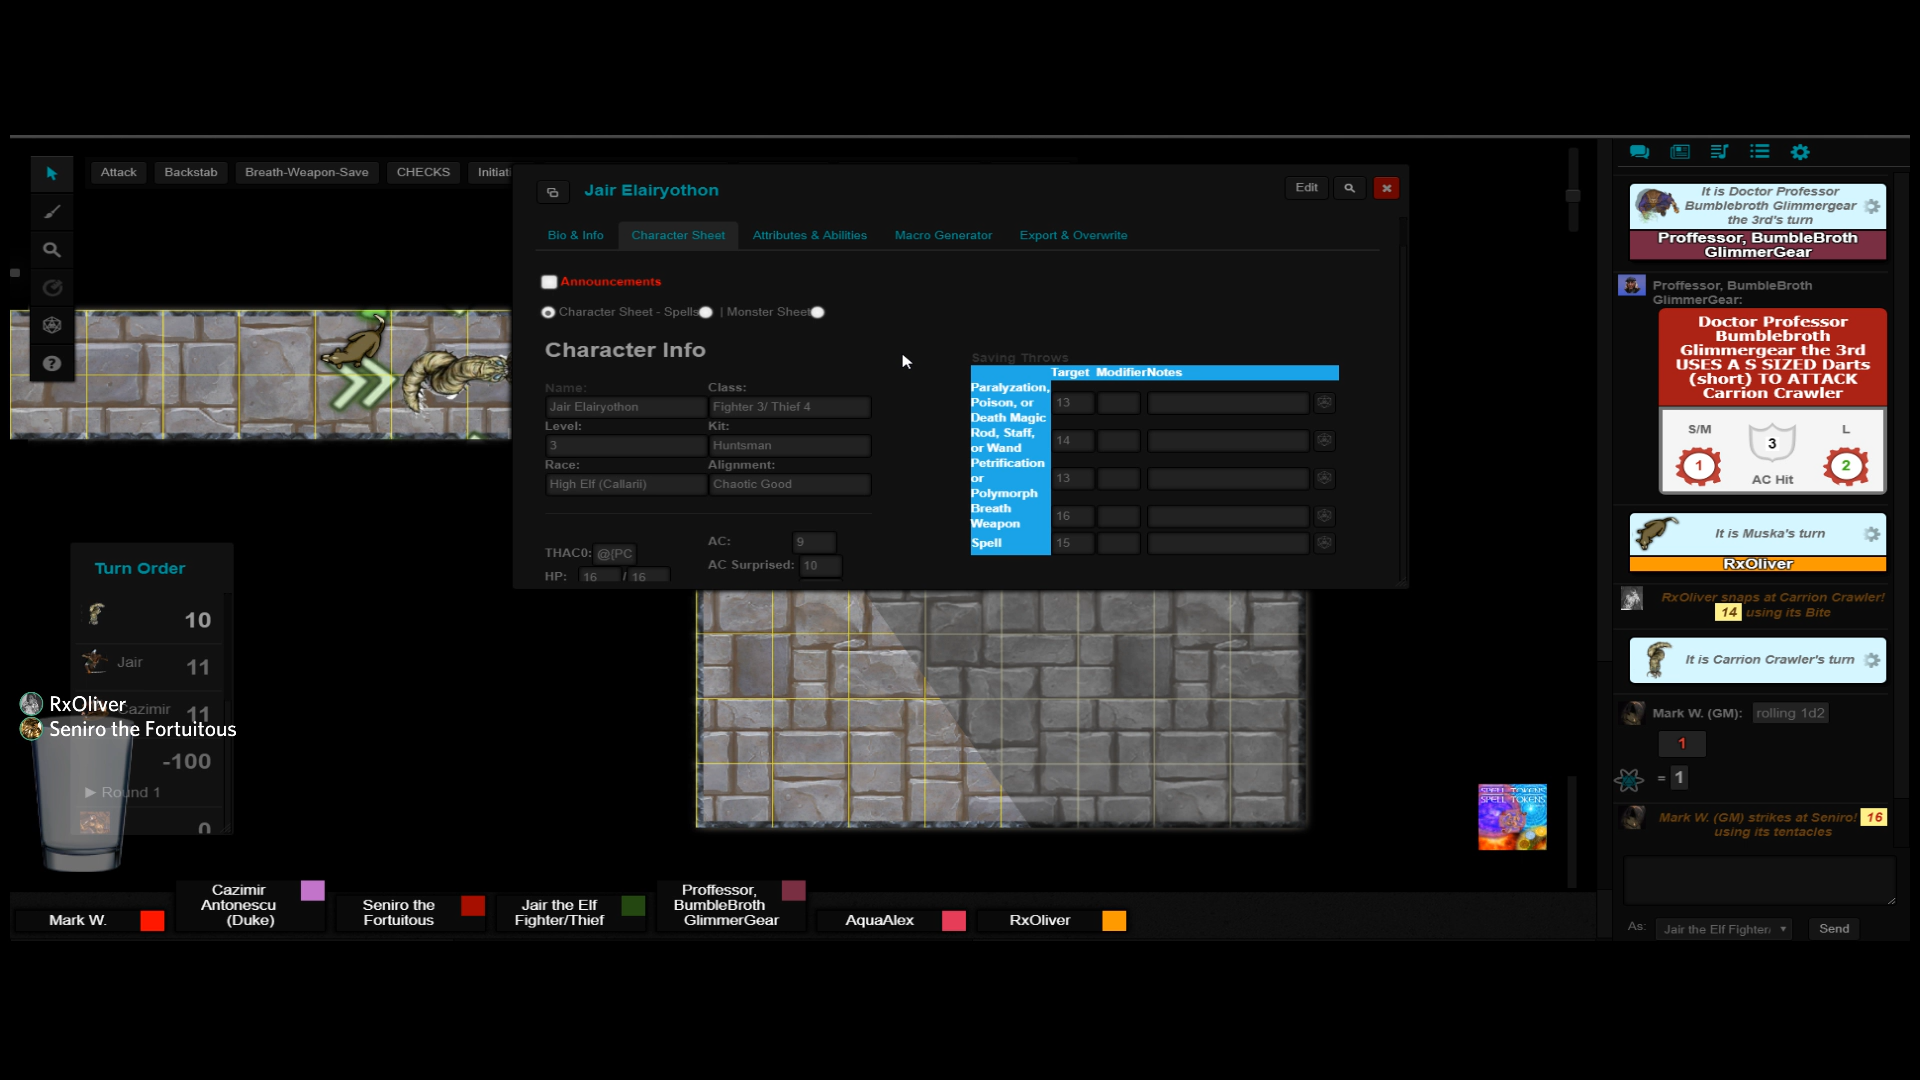 Attack Backstab Breath-Weapon-Save CHECKS Initiati
Jair Elairyothon
Edit
Bio & Info Character Sheet Attributes & Abilities Macro Generator Export & Overwrite
Announcements
Character Sheet - Spells | Monster Sheet
Character Info
Name: Class:
Jair Elairyothon Fighter 3/ Thief 4
Level: Kit:
3 Huntsman
Race: Alignment:
High Elf (Callarii) Chaotic Good
THAC0: @{PC
HP: 16 / 16
AC: 9
AC Surprised: 10
Saving Throws
Target Modifier Notes
Paralyzation,
Poison, or
Death Magic
13
Rod, Staff,
or Wand
14
Petrification
or
Polymorph
13
Breath
Weapon
16
Spell 15
Turn Order
10
Jair 11
Cazimir 11
-100
Round 1
0
RxOliver
Seniro the Fortuitous
SPELL TOKENS
Mark W.
Cazimir
Antonescu
(Duke)
Seniro the
Fortuitous
Jair the Elf
Fighter/Thief
Proffessor,
BumbleBroth
GlimmerGear
AquaAlex
RxOliver
It is Doctor Professor
Bumblebroth Glimmergear
the 3rd's turn
Proffessor, BumbleBroth
GlimmerGear
Proffessor, BumbleBroth
GlimmerGear:
Doctor Professor
Bumblebroth
Glimmergear the 3rd
USES A S SIZED Darts
(short) TO ATTACK
Carrion Crawler
S/M L
1 3 2
AC Hit
It is Muska's turn
RxOliver
RxOliver snaps at Carrion Crawler!
14 using its Bite
It is Carrion Crawler's turn
Mark W. (GM): rolling 1d2
1
= 1
Mark W. (GM) strikes at Seniro! 16
using its tentacles
As: Jair the Elf Fighter/ Send